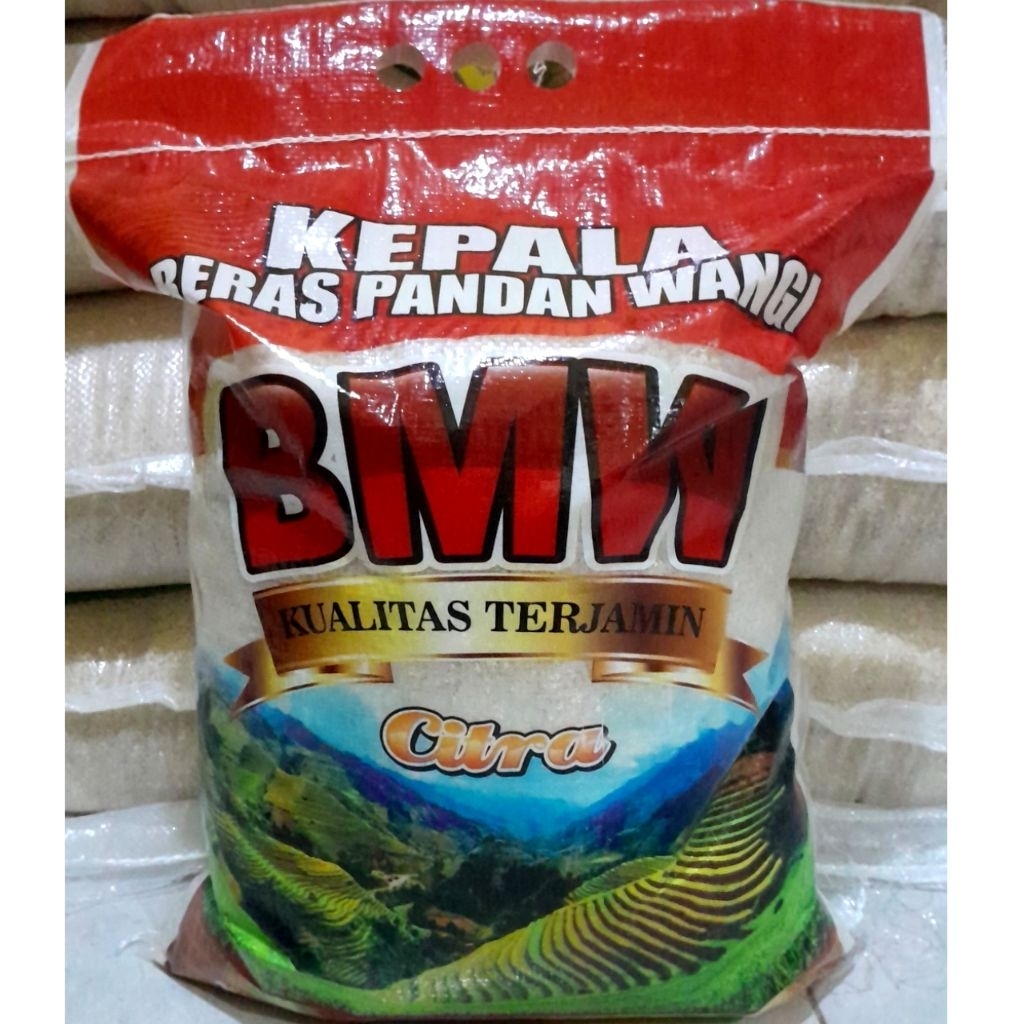 KEPALA
BERAS PANDAN WANGI
BMW
KUALITAS TERJAMIN
Citra